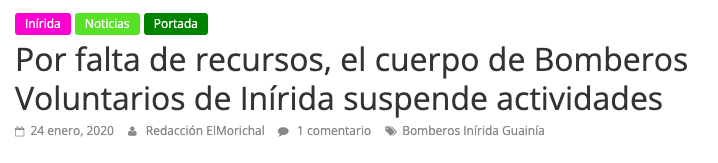 Inírida Noticias Portada
Por falta de recursos, el cuerpo de Bomberos
Voluntarios de Inírida suspende actividades
24 enero, 2020 Redacción ElMorichal 1 comentario Bomberos Inírida Guainía